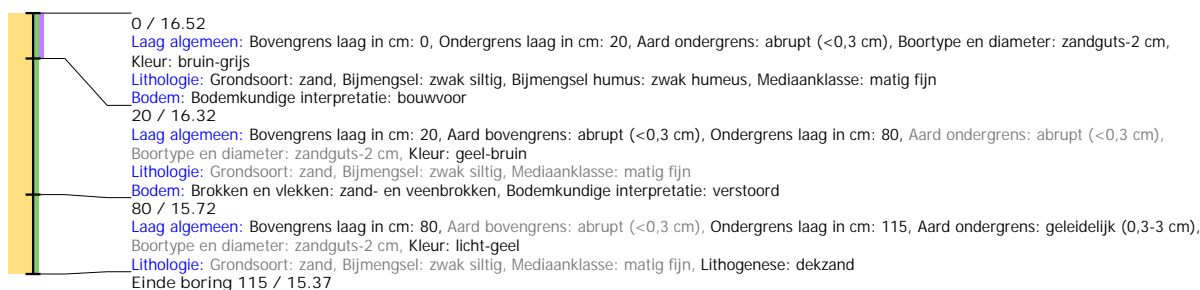 0 / 16.52
Laag algemeen: Bovengrens laag in cm: 0, Ondergrens laag in cm: 20, Aard ondergrens: abrupt (<0,3 cm), Boortype en diameter: zandguts-2 cm,
Kleur: bruin-grijs
Lithologie: Grondsoort: zand, Bijmengsel: zwak siltig, Bijmengsel humus: zwak humeus, Mediaanklasse: matig fijn
Bodem: Bodemkundige interpretatie: bouwvoor
20 / 16.32
Laag algemeen: Bovengrens laag in cm: 20, Aard bovengrens: abrupt (<0,3 cm), Ondergrens laag in cm: 80, Aard ondergrens: abrupt (<0,3 cm),
Boortype en diameter: zandguts-2 cm, Kleur: geel-bruin
Lithologie: Grondsoort: zand, Bijmengsel: zwak siltig, Mediaanklasse: matig fijn
Bodem: Brokken en vlekken: zand- en veenbrokken, Bodemkundige interpretatie: verstoord
80 / 15.72
Laag algemeen: Bovengrens laag in cm: 80, Aard bovengrens: abrupt (<0,3 cm), Ondergrens laag in cm: 115, Aard ondergrens: geleidelijk (0,3-3 cm),
Boortype en diameter: zandguts-2 cm, Kleur: licht-geel
Lithologie: Grondsoort: zand, Bijmengsel: zwak siltig, Mediaanklasse: matig fijn, Lithogenese: dekzand
Einde boring 115 / 15.37